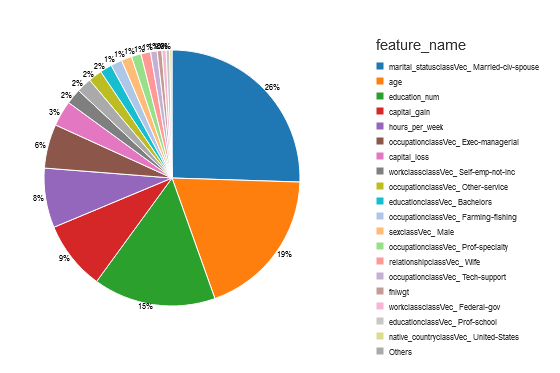 feature_name
marital_statusclassVec_ Married-civ-spouse
age
education_num
capital_gain
hours_per_week
occupationclassVec_ Exec-managerial
capital_loss
workclassclassVec_ Self-emp-not-inc
occupationclassVec_ Other-service
educationclassVec_ Bachelors
occupationclassVec_ Farming-fishing
sexclassVec_ Male
occupationclassVec_ Prof-specialty
relationshipclassVec_ Wife
occupationclassVec_ Tech-support
fnlwgt
workclassclassVec_ Federal-gov
educationclassVec_ Prof-school
native_countryclassVec_ United-States
Others
26%
19%
15%
9%
8%
6%
3%
2%
2%
2%
1%
1%
1%
1%